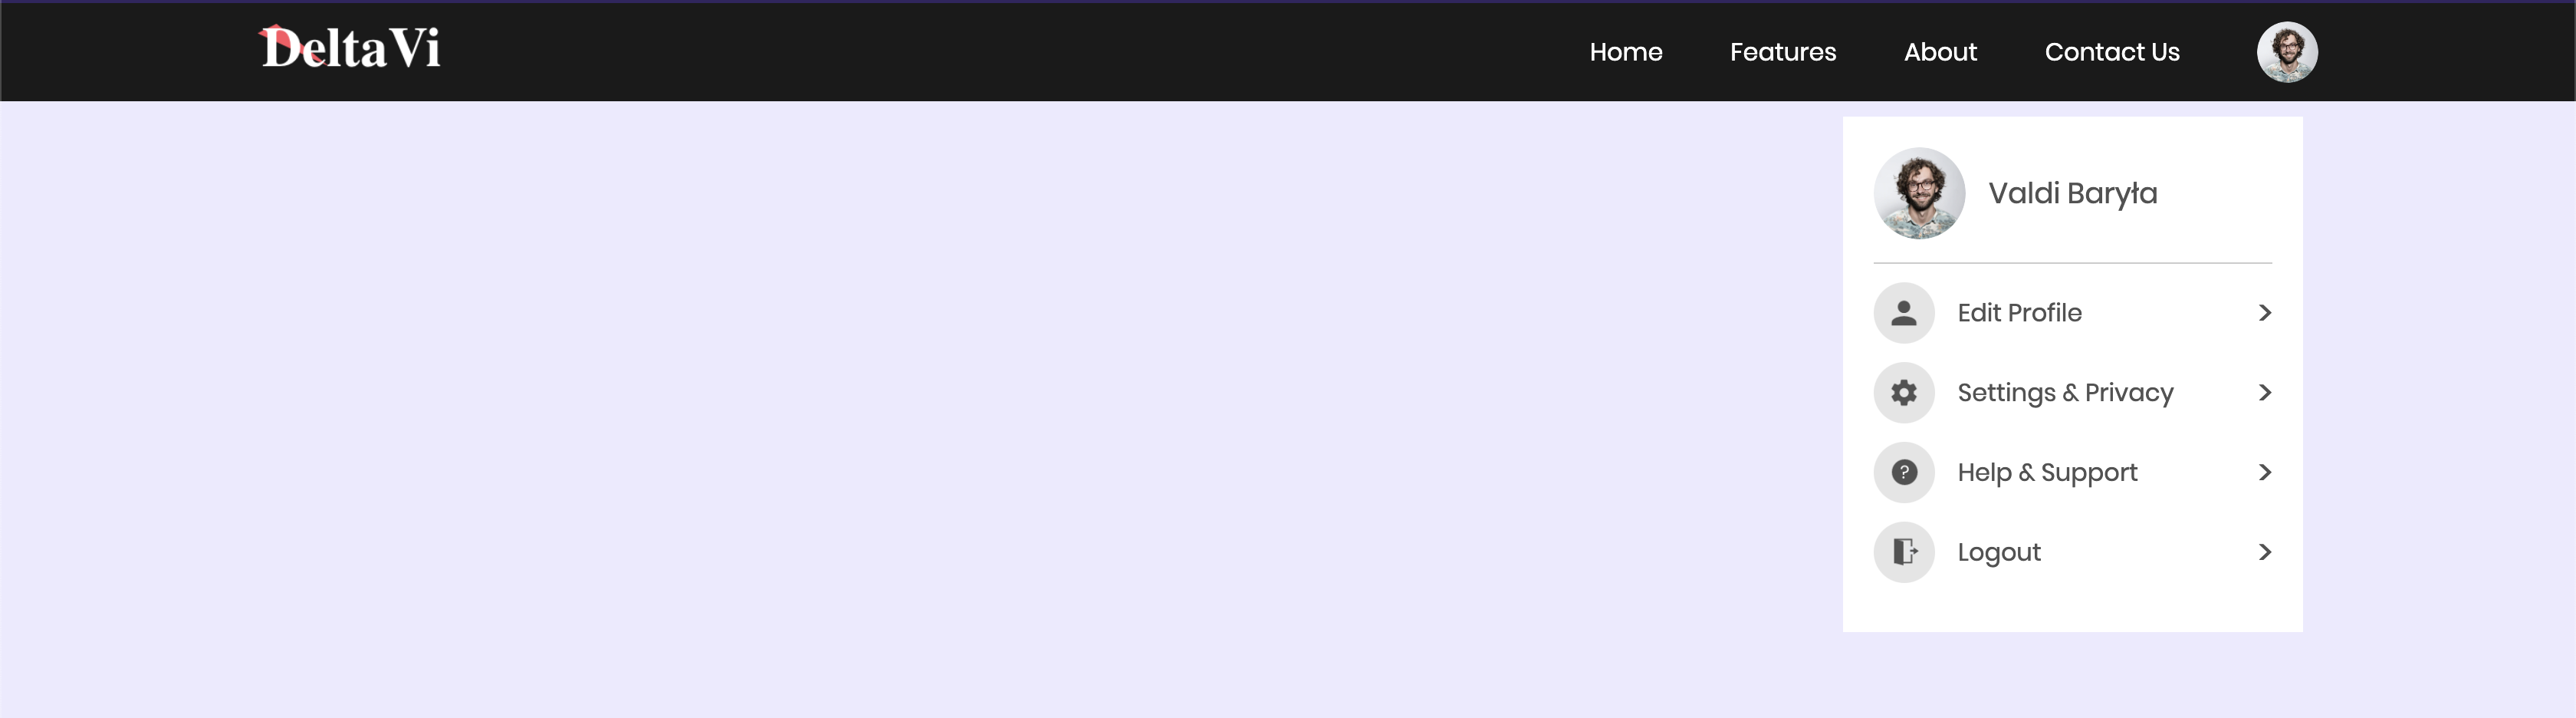 DeltaVi
Home Features About Contact Us
Valdi Baryła
Edit Profile >
Settings & Privacy >
? Help & Support >
Logout >